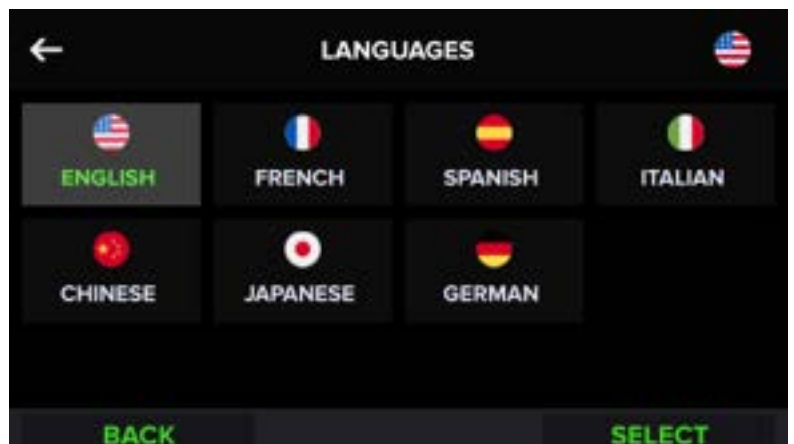 LANGUAGES
ENGLISH FRENCH SPANISH ITALIAN
CHINESE JAPANESE GERMAN
BACK SELECT